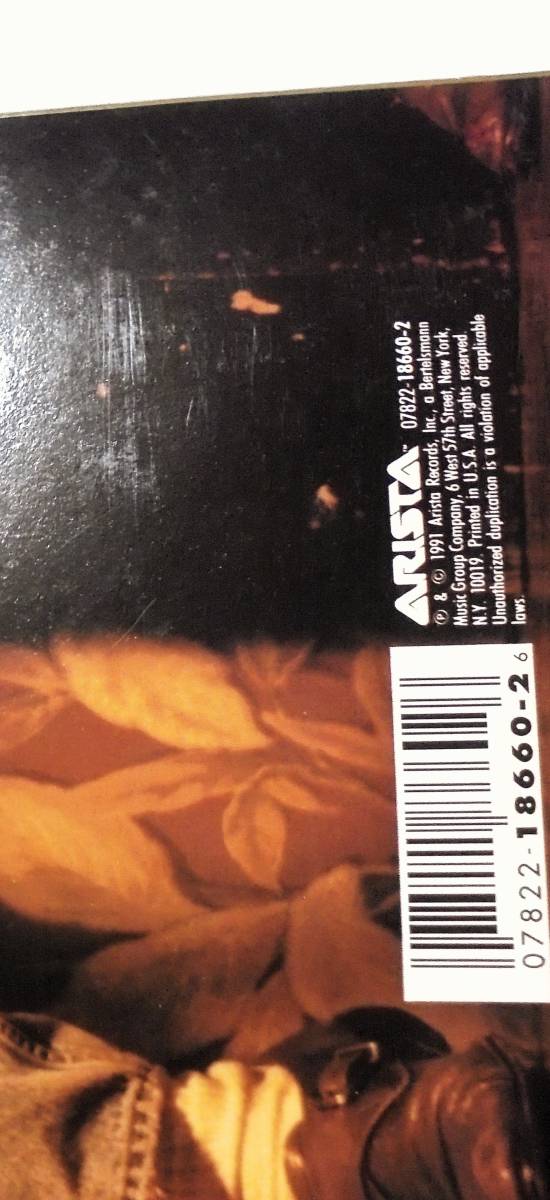 ARISTA™ 07822-18660-2
℗ & © 1991 Arista Records, Inc., a Bertelsmann
Music Group Company, 6 West 57th Street, New York,
N.Y. 10019. Printed in U.S.A. All rights reserved.
Unauthorized duplication is a violation of applicable
laws.
07822-18660-2 6